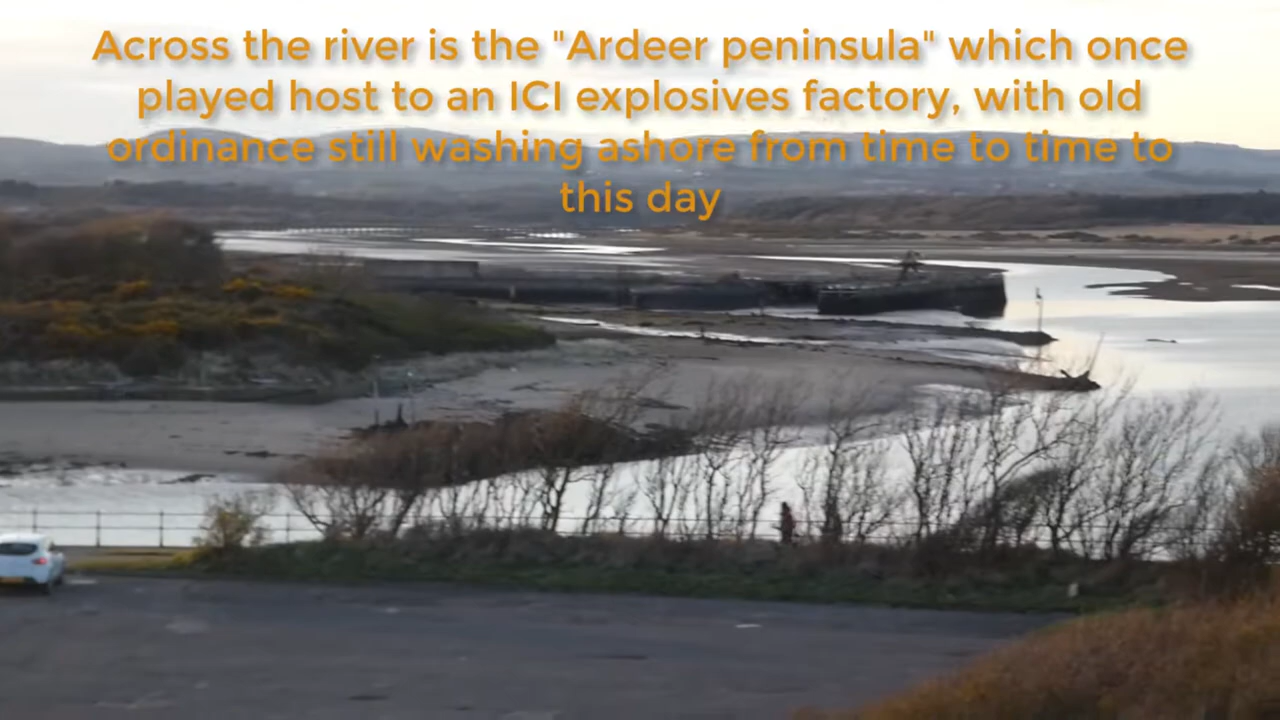 Across the river is the "Ardeer peninsula" which once
played host to an ICI explosives factory, with old
ordinance still washing ashore from time to time to
this day